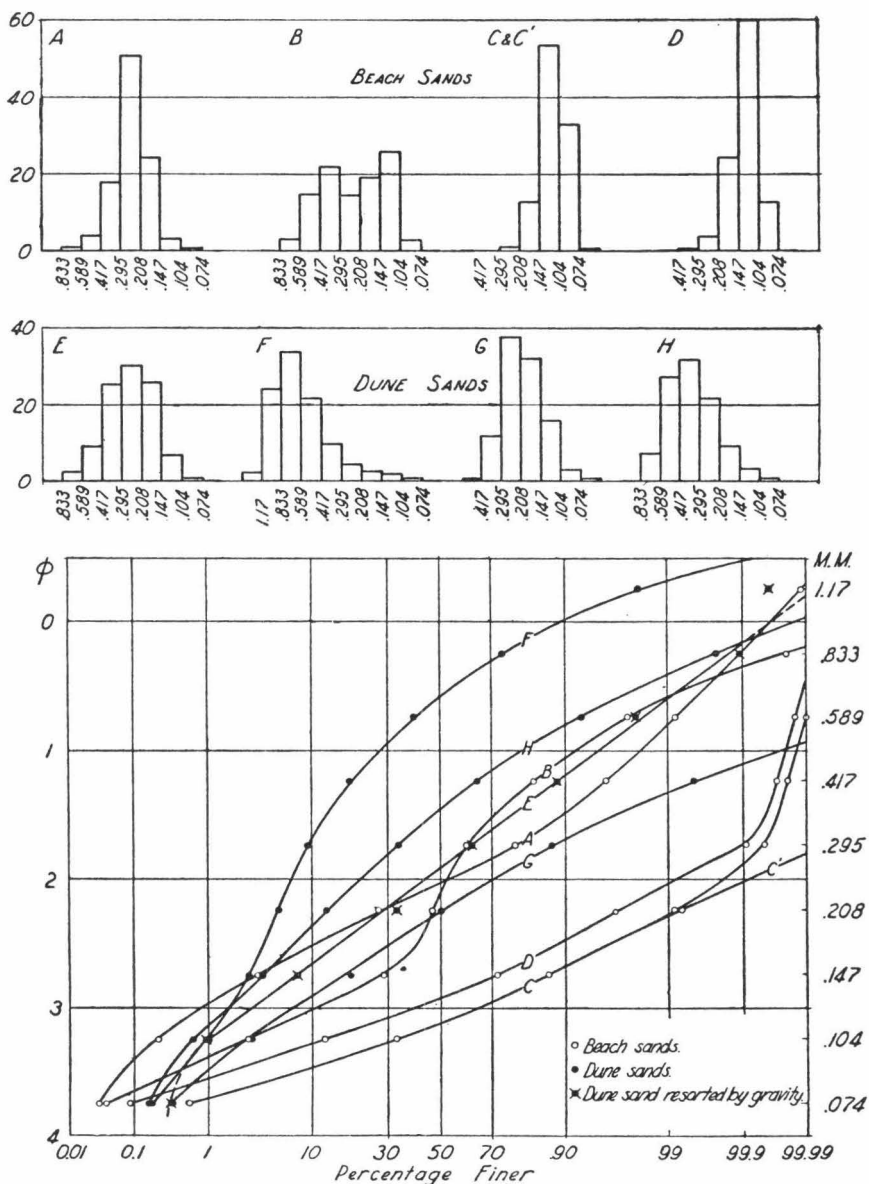 60
A B C&C' D
BEACH SANDS
40
20
0
.833 .589 .417 .295 .208 .147 .104 .074
.833 .589 .417 .295 .208 .147 .104 .074
.417 .295 .208 .147 .104 .074
.417 .295 .208 .147 .104 .074
40
E F G H
DUNE SANDS
20
0
.833 .589 .417 .295 .208 .147 .104 .074
1.17 .833 .589 .417 .295 .208 .147 .104 .074
.417 .295 .208 .147 .104 .074
.833 .589 .417 .295 .208 .147 .104 .074
φ M.M.
1.17
0
F
.833
.589
H
1
B
.417
E
A
.295
G
C'
2
.208
D
.147
C
3
.104
Beach sands.
Dune sands.
Dune sand resorted by gravity.
.074
4
0.01 0.1 1 10 30 50 70 .90 99 99.9 99.99
Percentage Finer